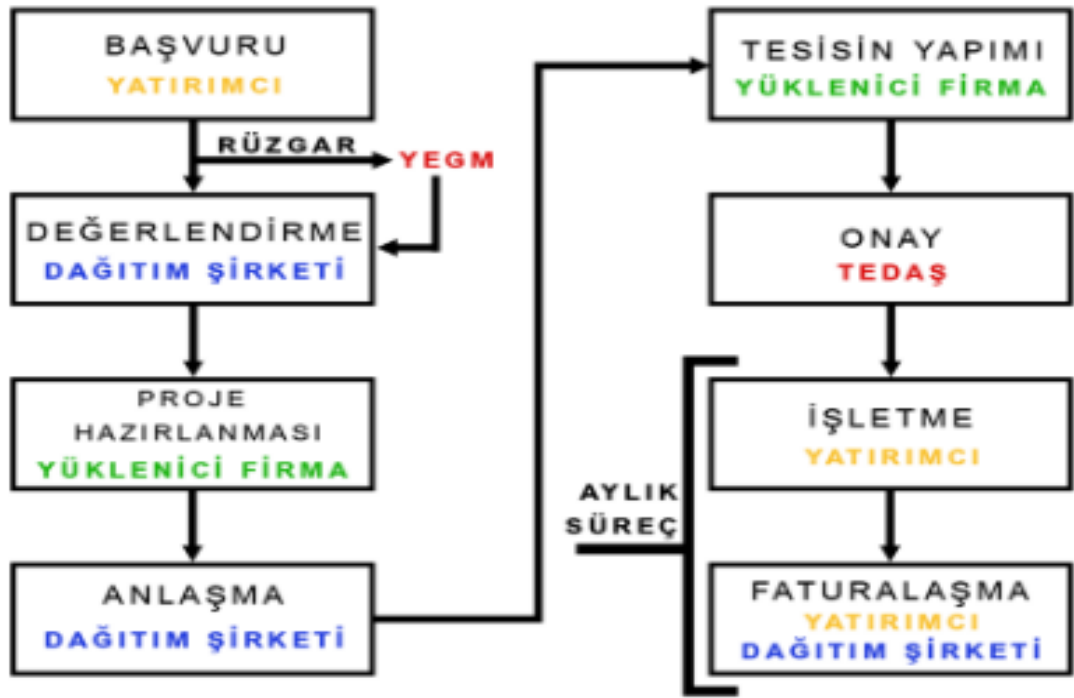 BAŞVURU
YATIRIMCI
RÜZGAR
YEGM
DEĞERLENDİRME
DAĞITIM ŞİRKETİ
PROJE
HAZIRLANMASI
YÜKLENİCİ FİRMA
ANLAŞMA
DAĞITIM ŞİRKETİ
TESİSİN YAPIMI
YÜKLENİCİ FİRMA
ONAY
TEDAŞ
AYLIK
SÜREÇ
İŞLETME
YATIRIMCI
FATURALAŞMA
YATIRIMCI
DAĞITIM ŞİRKETİ